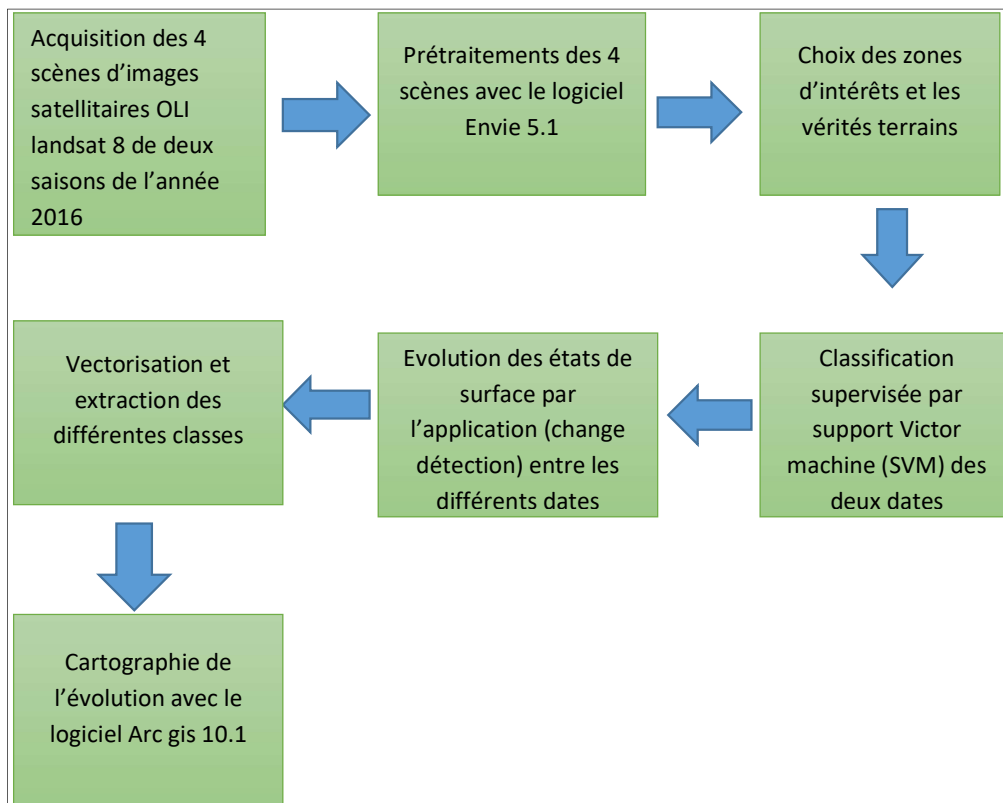 Acquisition des 4
scènes d’images
satellitaires OLI
landsat 8 de deux
saisons de l’année
2016
Prétraitements des 4
scènes avec le logiciel
Envie 5.1
Choix des zones
d’intérêts et les
vérités terrains
Classification
supervisée par
support Victor
machine (SVM) des
deux dates
Evolution des états de
surface par
l’application (change
détection) entre les
différents dates
Vectorisation et
extraction des
différentes classes
Cartographie de
l’évolution avec le
logiciel Arc gis 10.1